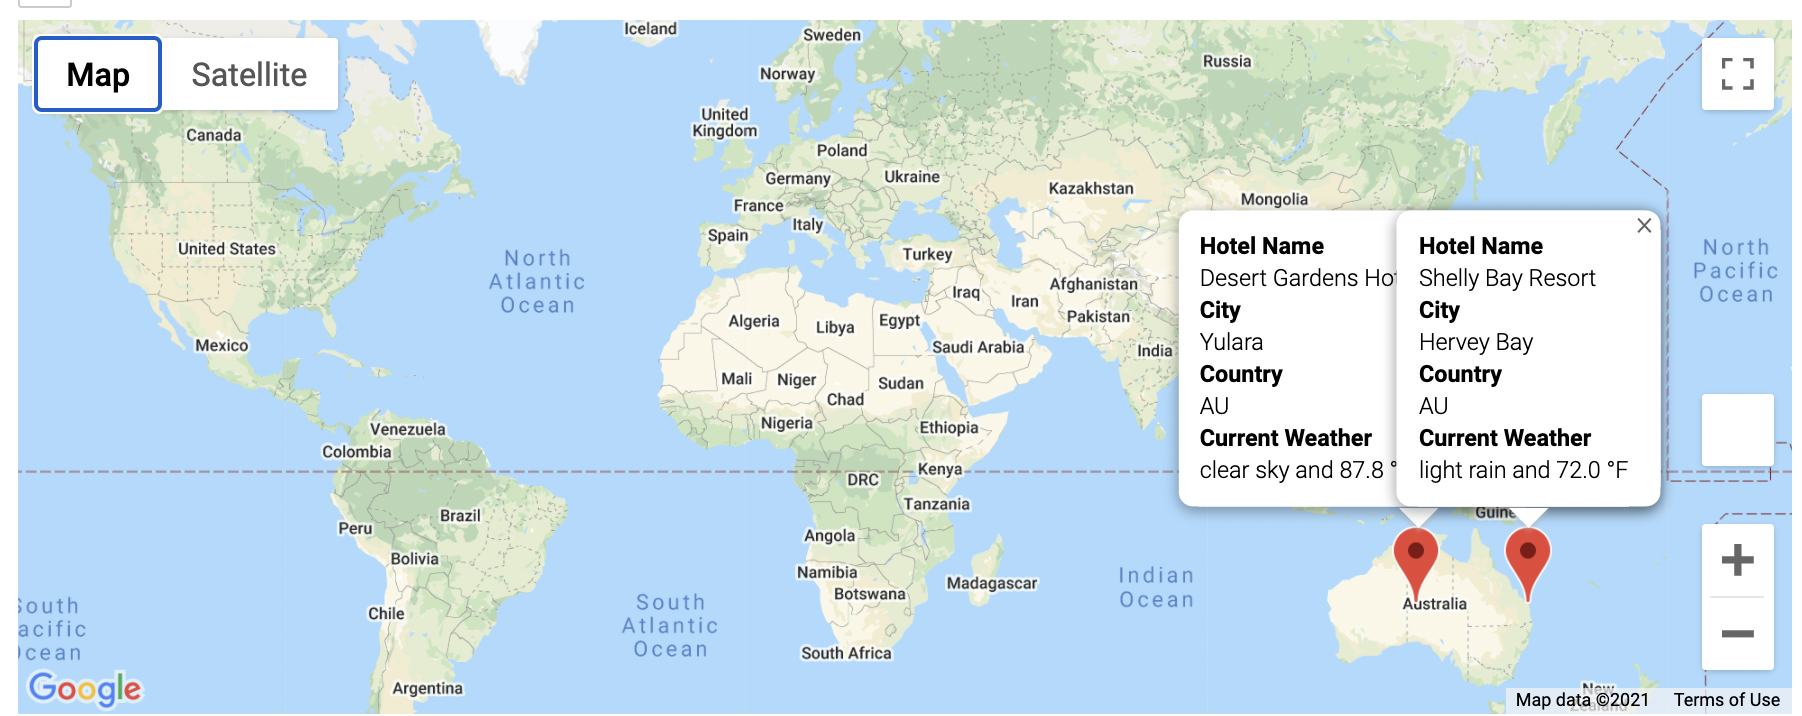 Map
Satellite
Iceland
Sweden
Norway
Russia
Canada
United
Kingdom
Poland
Germany
Ukraine
France
Kazakhstan
Mongolia
Italy
Spain
United States
Turkey
North
Atlantic
Ocean
North
Pacific
Ocean
Afghanistan
Iraq
Iran
Pakistan
Algeria
Libya
Egypt
Mexico
Saudi Arabia
India
Mali
Niger
Sudan
Chad
Nigeria
Ethiopia
Venezuela
Colombia
Kenya
DRC
Tanzania
Brazil
Peru
Angola
Bolivia
Namibia
Botswana
Madagascar
Indian
Ocean
Chile
South
Atlantic
Ocean
South Africa
Argentina
Australia
South
acific
Ocean
Hotel Name
Desert Gardens Hot
City
Yulara
Country
AU
Current Weather
clear sky and 87.8 °
Hotel Name
Shelly Bay Resort
City
Hervey Bay
Country
AU
Current Weather
light rain and 72.0 °F
Guine
New
Zealand
Google
Map data ©2021
Terms of Use